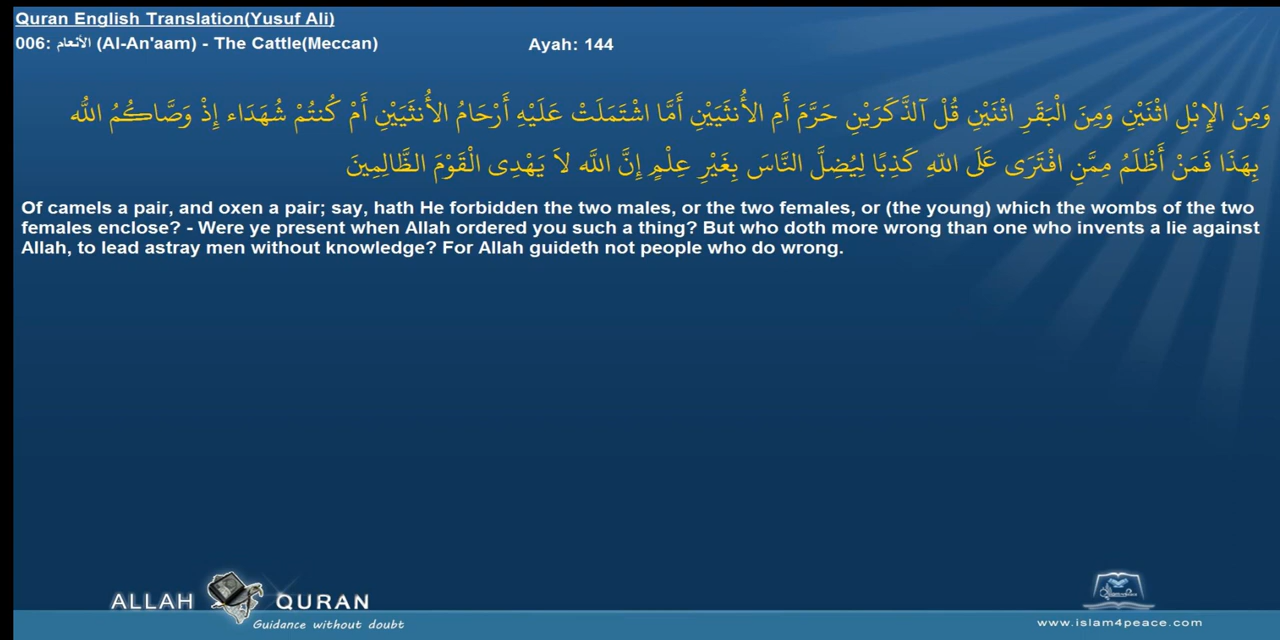 Quran English Translation(Yusuf Ali)
006: الأنعام (Al-An'aam) - The Cattle(Meccan) Ayah: 144
وَمِنَ الإِبْلِ اثْنَيْنِ وَمِنَ الْبَقَرِ اثْنَيْنِ قُلْ آلذَّكَرَيْنِ حَرَّمَ أَمِ الأُنثَيَيْنِ أَمَّا اشْتَمَلَتْ عَلَيْهِ أَرْحَامُ الأُنثَيَيْنِ أَمْ كُنتُمْ شُهَدَاء إِذْ وَصَّاكُمُ اللّهُ
بِهَذَا فَمَنْ أَظْلَمُ مِمَّنِ افْتَرَى عَلَى اللّهِ كَذِبًا لِيُضِلَّ النَّاسَ بِغَيْرِ عِلْمٍ إِنَّ اللّهَ لاَ يَهْدِى الْقَوْمَ الظَّالِمِينَ
Of camels a pair, and oxen a pair; say, hath He forbidden the two males, or the two females, or (the young) which the wombs of the two
females enclose? - Were ye present when Allah ordered you such a thing? But who doth more wrong than one who invents a lie against
Allah, to lead astray men without knowledge? For Allah guideth not people who do wrong.
ALLAH QURAN
Guidance without doubt
www.islam4peace.com